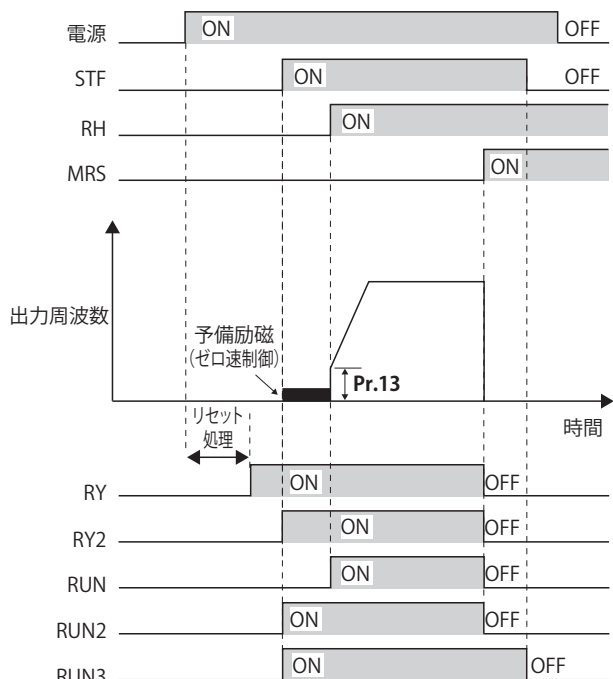 電源 ON OFF
STF ON OFF
RH ON
MRS ON
出力周波数
予備励磁
(ゼロ速制御)
Pr.13
時間
リセット
処理
RY ON OFF
RY2 ON OFF
RUN ON OFF
RUN2 ON OFF
RUN3 ON OFF